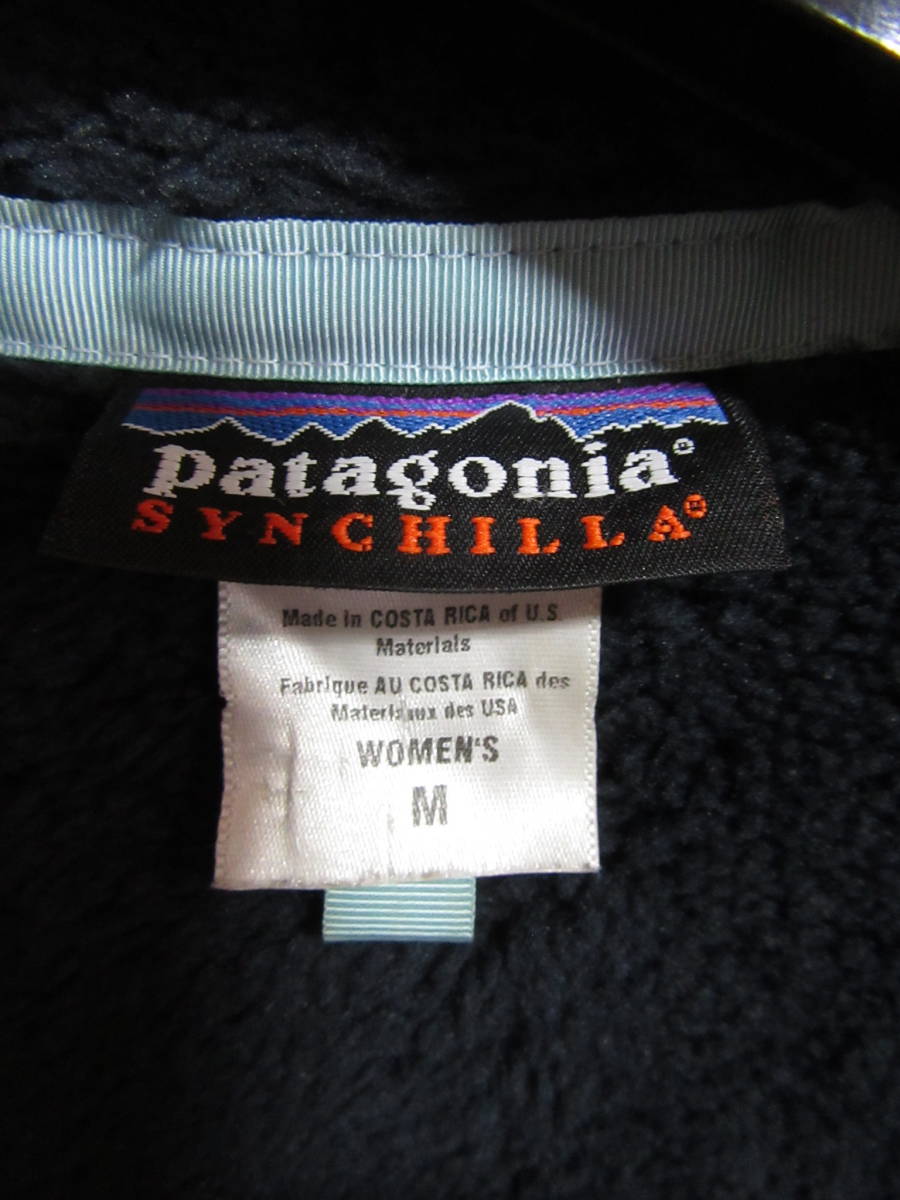 patagonia®
SYNCHILLA®
Made in COSTA RICA of U.S.
Materials
Fabrique AU COSTA RICA des
Materiaux des USA
WOMEN'S
M